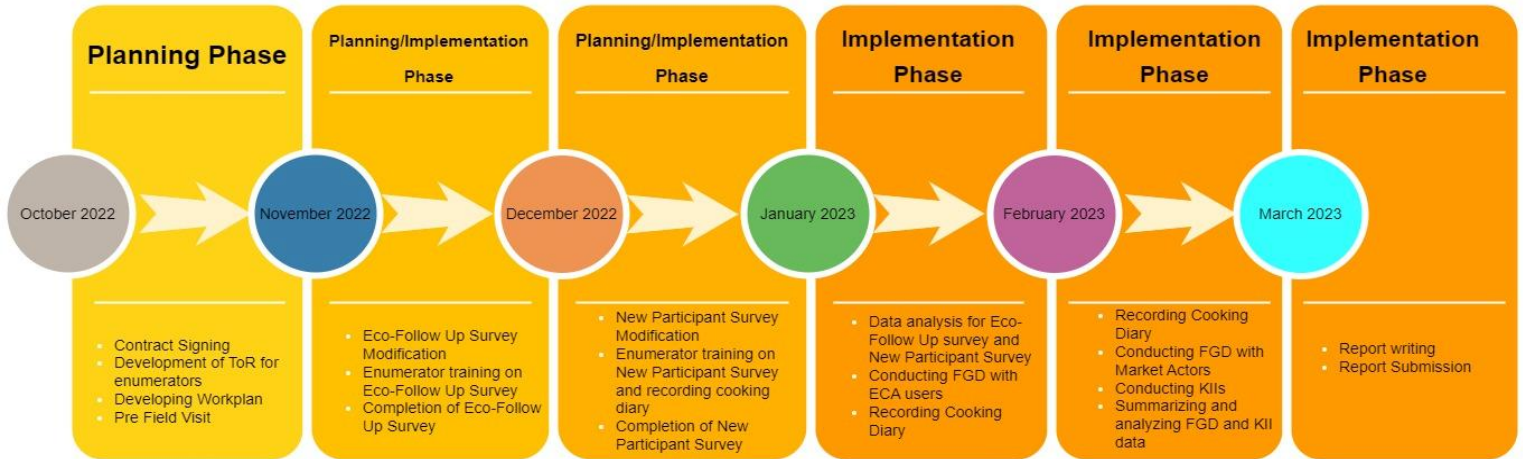 Planning Phase
Planning/Implementation
Phase
Planning/Implementation
Phase
Implementation
Phase
Implementation
Phase
Implementation
Phase
October 2022
November 2022
December 2022
January 2023
February 2023
March 2023
• Contract Signing
• Development of ToR for
enumerators
• Developing Workplan
• Pre Field Visit
• Eco-Follow Up Survey
Modification
• Enumerator training on
Eco-Follow Up Survey
• Completion of Eco-Follow
Up Survey
• New Participant Survey
Modification
• Enumerator training on
New Participant Survey
and recording cooking
diary
• Completion of New
Participant Survey
• Data analysis for Eco-
Follow Up survey and
New Participant Survey
• Conducting FGD with
ECA users
• Recording Cooking
Diary
• Recording Cooking
Diary
• Conducting FGD with
Market Actors
• Conducting KIIs
• Summarizing and
analyzing FGD and KII
data
• Report writing
• Report Submission